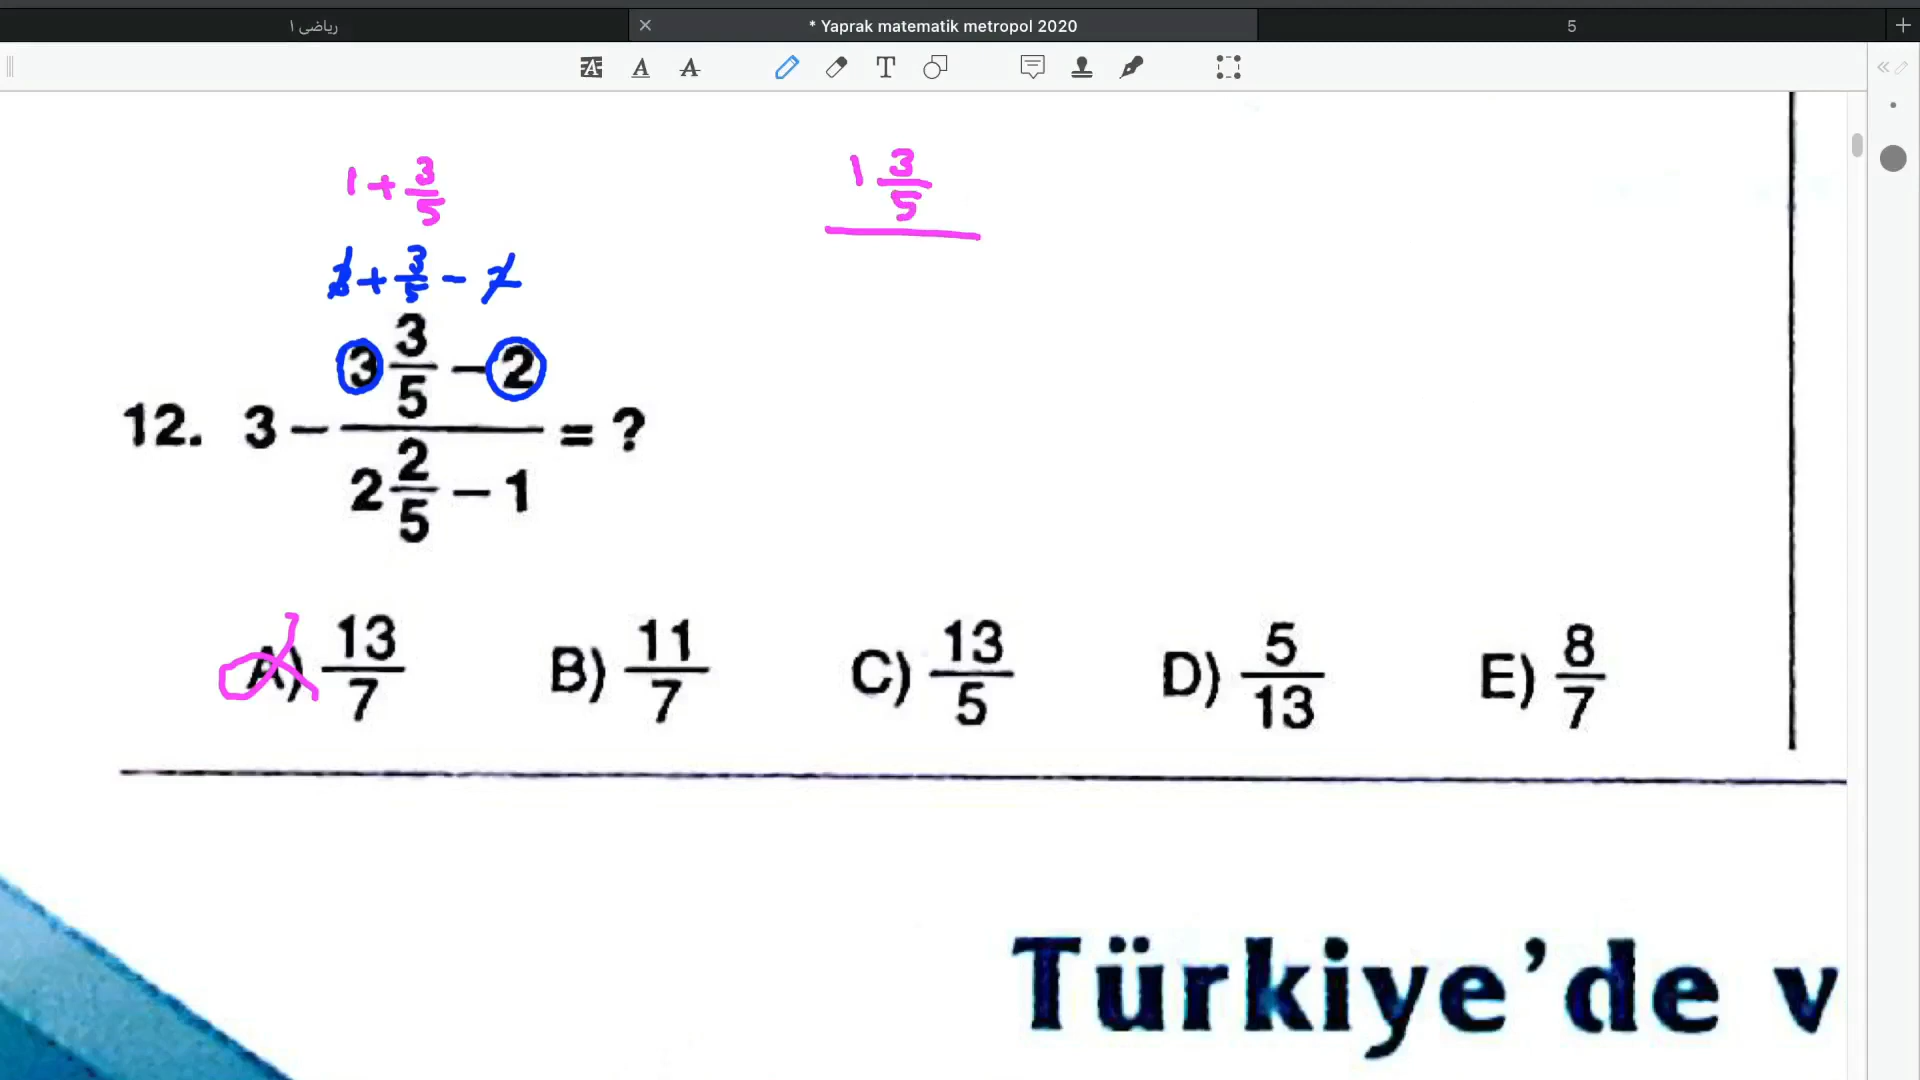 ریاضی ۱
* Yaprak matematik metropol 2020
5
1 + 3/5
1 3/5
3 + 3/5 - 2
12. 3 - (3 3/5 - 2)/(2 2/5 - 1) = ?
A) 13/7 B) 11/7 C) 13/5 D) 5/13 E) 8/7
Türkiye'de v